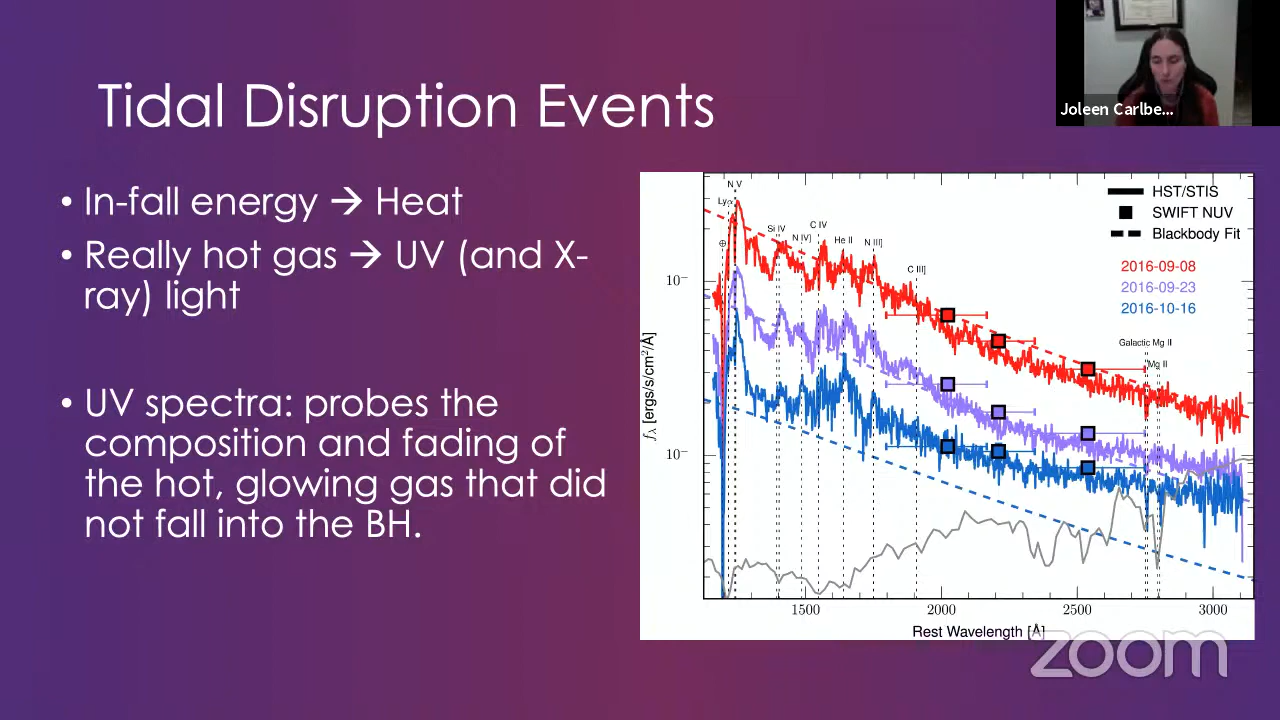 Joleen Carlbe...
Tidal Disruption Events
• In-fall energy → Heat
• Really hot gas → UV (and X-
ray) light
• UV spectra: probes the
composition and fading of
the hot, glowing gas that did
not fall into the BH.
HST/STIS
SWIFT NUV
Blackbody Fit
2016-09-08
2016-09-23
2016-10-16
⊕
Lyα
N V
Si IV
N IV]
C IV
He II
N III]
C III]
Galactic Mg II
Mg II
10⁻
10⁻
fλ [ergs/s/cm²/Å]
1500
2000
2500
3000
Rest Wavelength [Å]
zoom